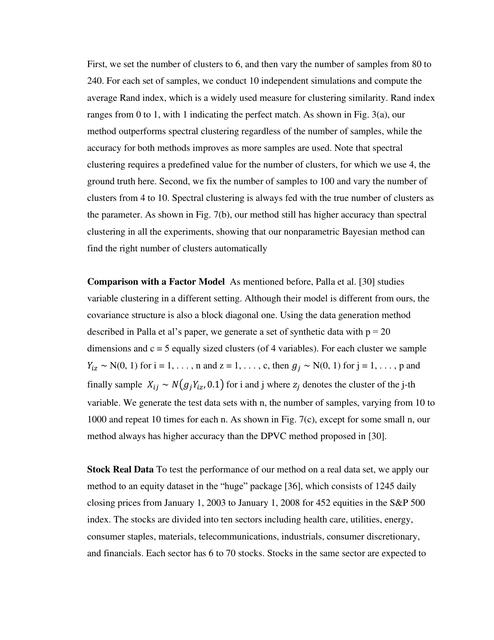 First, we set the number of clusters to 6, and then vary the number of samples from 80 to
240. For each set of samples, we conduct 10 independent simulations and compute the
average Rand index, which is a widely used measure for clustering similarity. Rand index
ranges from 0 to 1, with 1 indicating the perfect match. As shown in Fig. 3(a), our
method outperforms spectral clustering regardless of the number of samples, while the
accuracy for both methods improves as more samples are used. Note that spectral
clustering requires a predefined value for the number of clusters, for which we use 4, the
ground truth here. Second, we fix the number of samples to 100 and vary the number of
clusters from 4 to 10. Spectral clustering is always fed with the true number of clusters as
the parameter. As shown in Fig. 7(b), our method still has higher accuracy than spectral
clustering in all the experiments, showing that our nonparametric Bayesian method can
find the right number of clusters automatically
Comparison with a Factor Model As mentioned before, Palla et al. [30] studies
variable clustering in a different setting. Although their model is different from ours, the
covariance structure is also a block diagonal one. Using the data generation method
described in Palla et al's paper, we generate a set of synthetic data with p = 20
dimensions and c = 5 equally sized clusters (of 4 variables). For each cluster we sample
Y_{iz} ~ N(0, 1) for i = 1, . . . , n and z = 1, . . . , c, then g_j ~ N(0, 1) for j = 1, . . . , p and
finally sample X_{ij} ~ N(g_jY_{iz}, 0.1) for i and j where z_j denotes the cluster of the j-th
variable. We generate the test data sets with n, the number of samples, varying from 10 to
1000 and repeat 10 times for each n. As shown in Fig. 7(c), except for some small n, our
method always has higher accuracy than the DPVC method proposed in [30].
Stock Real Data To test the performance of our method on a real data set, we apply our
method to an equity dataset in the “huge” package [36], which consists of 1245 daily
closing prices from January 1, 2003 to January 1, 2008 for 452 equities in the S&P 500
index. The stocks are divided into ten sectors including health care, utilities, energy,
consumer staples, materials, telecommunications, industrials, consumer discretionary,
and financials. Each sector has 6 to 70 stocks. Stocks in the same sector are expected to